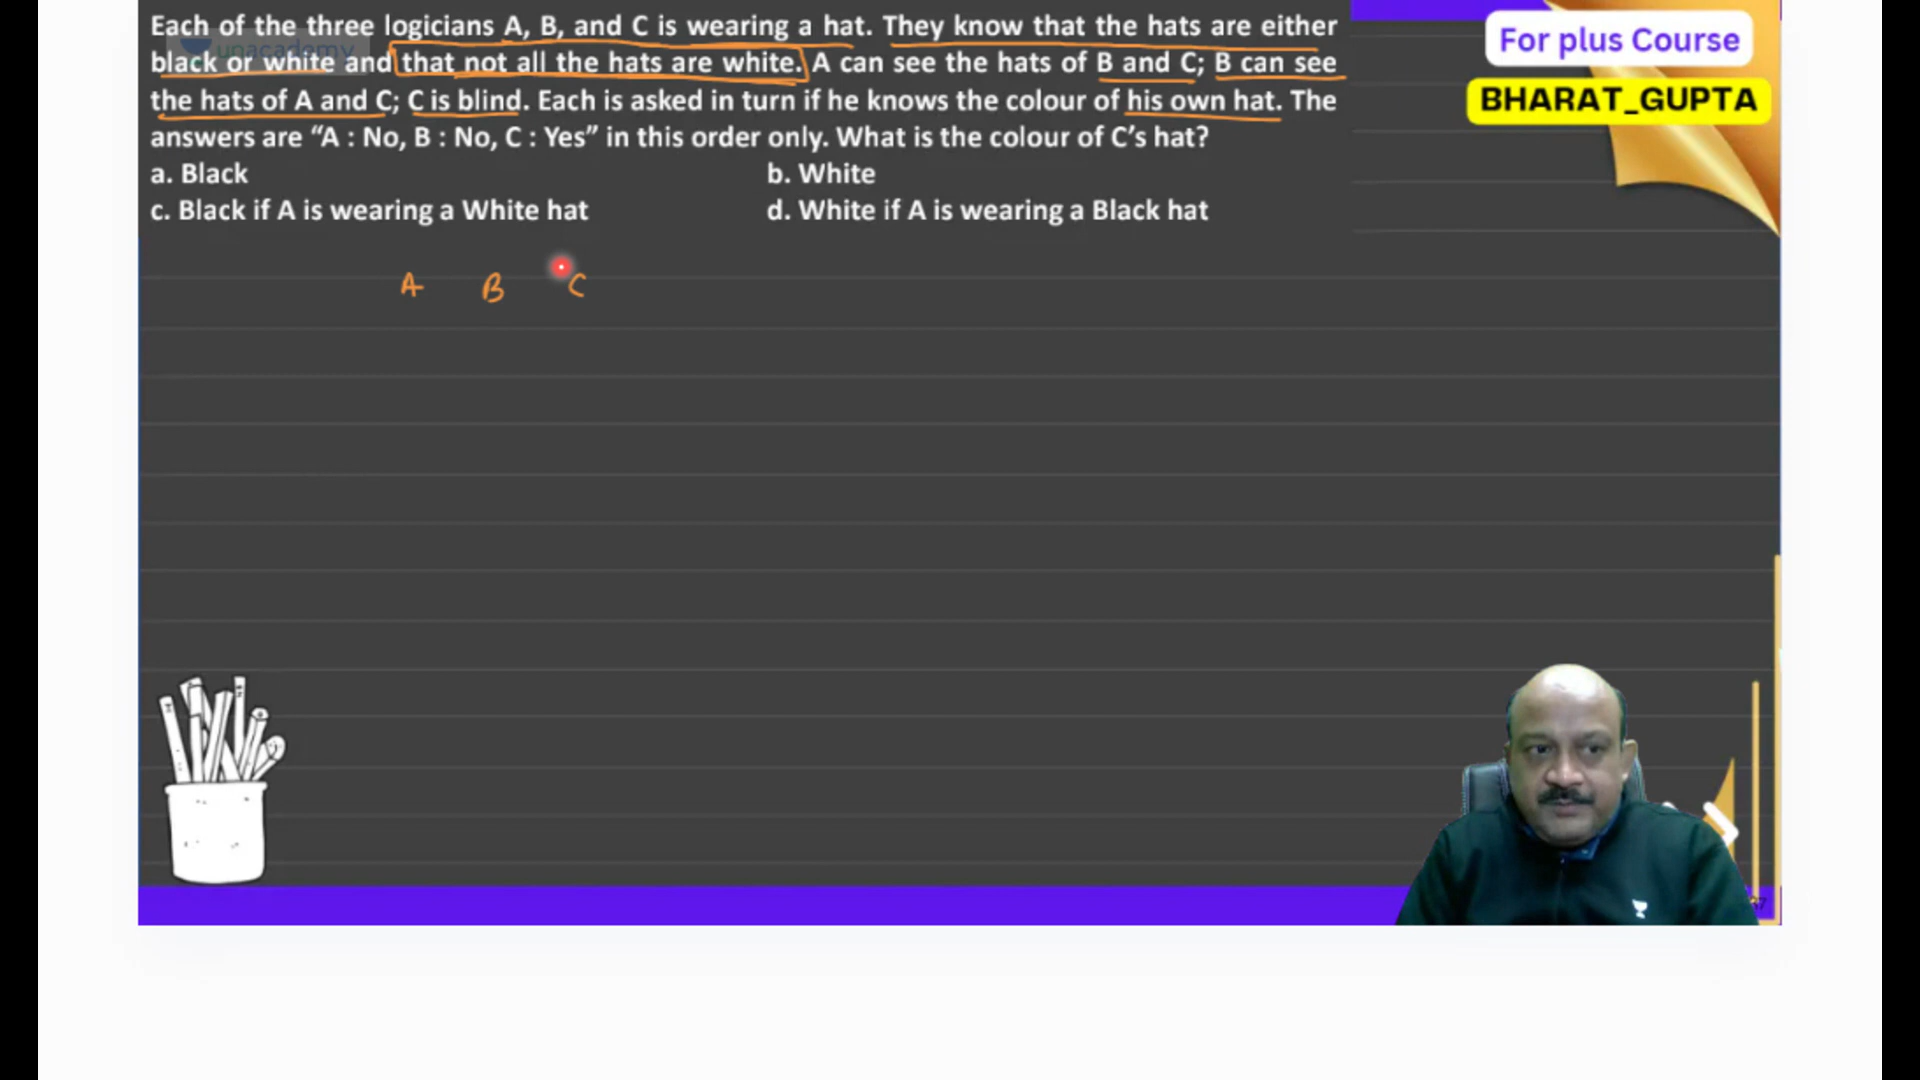 Each of the three logicians A, B, and C is wearing a hat. They know that the hats are either
black or white and that not all the hats are white. A can see the hats of B and C; B can see
the hats of A and C; C is blind. Each is asked in turn if he knows the colour of his own hat. The
answers are “A : No, B : No, C : Yes” in this order only. What is the colour of C’s hat?
a. Black b. White
c. Black if A is wearing a White hat d. White if A is wearing a Black hat
unacademy
For plus Course
BHARAT_GUPTA
A B C